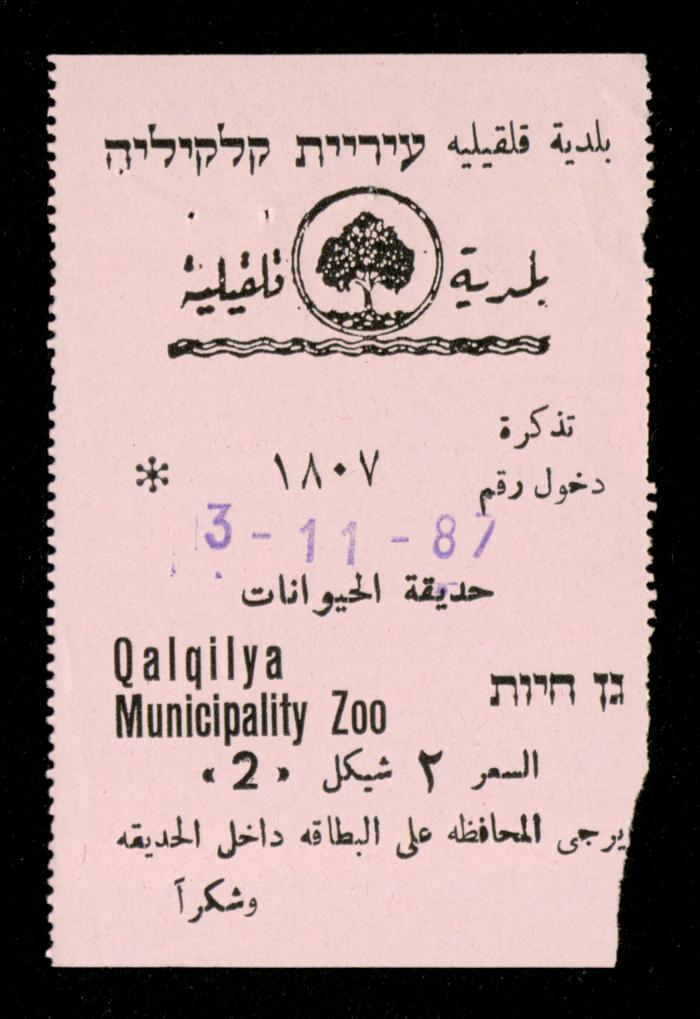 بلدية قلقيليه עיריית קלקיליה
بلدية قلقيلية
تذكرة
دخول رقم ١٨٠٧ *
3-11-87
حديقة الحيوانات
גן חיות
Qalqilya
Municipality Zoo
السعر ٢ شيكل «2»
يرجى المحافظه على البطاقه داخل الحديقه
وشكراً